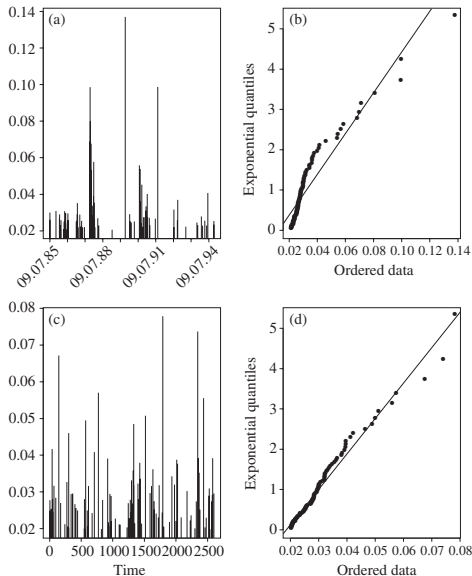 (a)
0.14
0.12
0.10
0.08
0.06
0.04
0.02
09.07.85
09.07.88
09.07.91
09.07.94
(b)
Exponential quantiles
5
4
3
2
1
0
0.02 0.04 0.06 0.08 0.10 0.12 0.14
Ordered data
(c)
0.08
0.07
0.06
0.05
0.04
0.03
0.02
0 500 1000 1500 2000 2500
Time
(d)
Exponential quantiles
5
4
3
2
1
0
0.02 0.03 0.04 0.05 0.06 0.07 0.08
Ordered data